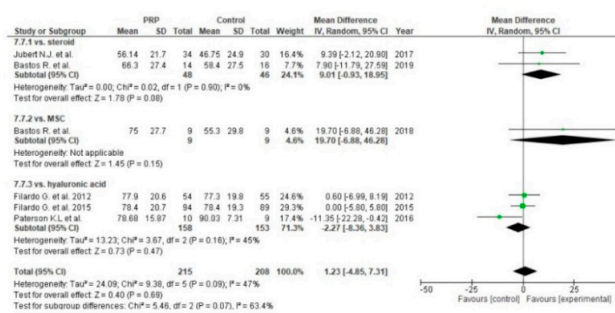 PRP Control Mean Difference Mean Difference
Study or Subgroup Mean SD Total Mean SD Total Weight IV, Random, 95% CI Year IV, Random, 95% CI
7.7.1 vs. steroid
Jubert N.J. et al. 56.14 21.7 34 46.75 24.9 30 16.4% 9.39 [-2.12, 20.90] 2017
Bastos R. et al. 66.3 27.4 14 58.4 27.5 16 7.7% 7.90 [-11.79, 27.59] 2019
Subtotal (95% CI) 48 46 24.1% 9.01 [-0.93, 18.95]
Heterogeneity: Tau² = 0.00; Chi² = 0.02, df = 1 (P = 0.90); I² = 0%
Test for overall effect: Z = 1.78 (P = 0.08)
7.7.2 vs. MSC
Bastos R. et al. 75 27.7 9 55.3 29.8 9 4.6% 19.70 [-6.88, 46.28] 2018
Subtotal (95% CI) 9 9 4.6% 19.70 [-6.88, 46.28]
Heterogeneity: Not applicable
Test for overall effect: Z = 1.45 (P = 0.15)
7.7.3 vs. hyaluronic acid
Filardo G. et al. 2012 77.9 20.6 54 77.3 19.8 55 24.6% 0.60 [-6.99, 8.19] 2012
Filardo G. et al. 2015 78.4 20.7 94 78.4 19.3 89 29.6% 0.00 [-5.80, 5.80] 2015
Paterson K.L et al. 78.68 15.87 10 90.03 7.31 9 17.2% -11.35 [-22.28, -0.42] 2016
Subtotal (95% CI) 158 153 71.3% -2.27 [-8.36, 3.83]
Heterogeneity: Tau² = 13.23; Chi² = 3.67, df = 2 (P = 0.16); I² = 45%
Test for overall effect: Z = 0.73 (P = 0.47)
Total (95% CI) 215 208 100.0% 1.23 [-4.85, 7.31]
Heterogeneity: Tau² = 24.09; Chi² = 9.38, df = 5 (P = 0.09); I² = 47%
Test for overall effect: Z = 0.40 (P = 0.69)
Test for subgroup differences: Chi² = 5.46, df = 2 (P = 0.07), I² = 63.4%
-50 -25 0 25 50
Favours [control] Favours [experimental]